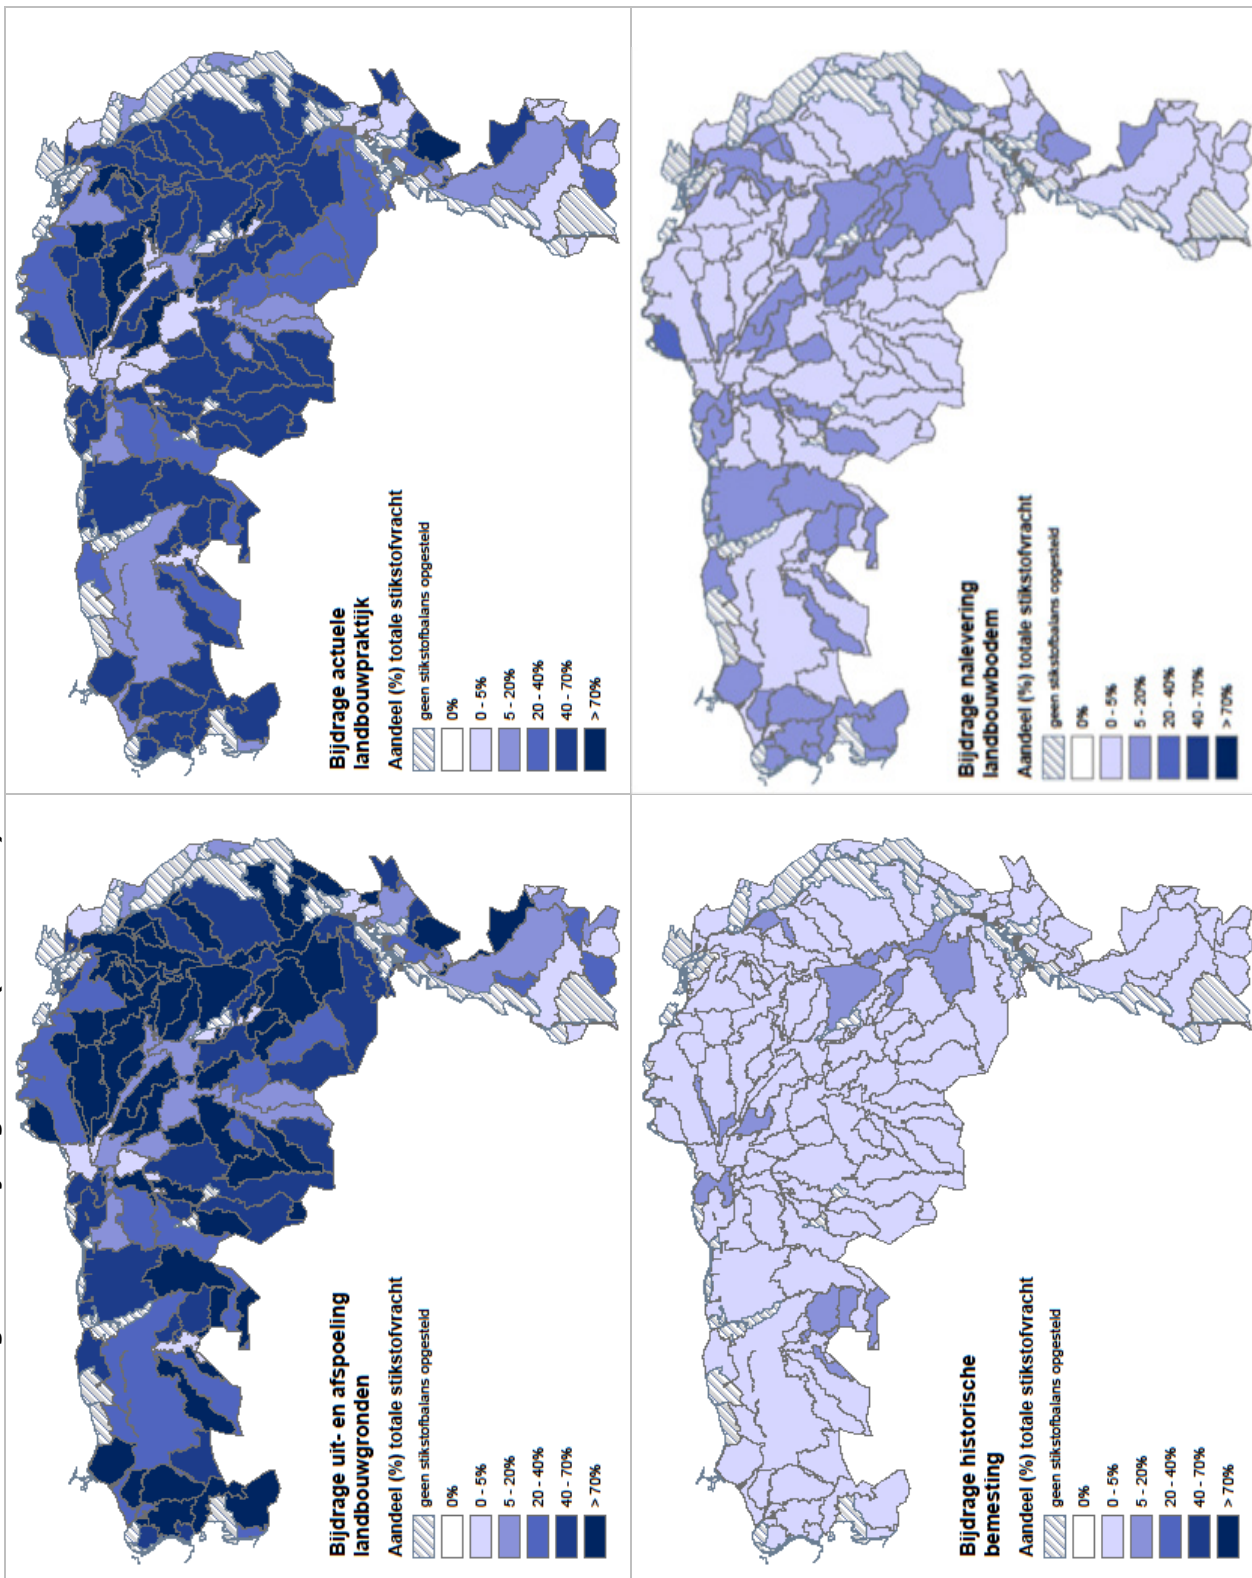 Bijdrage uit- en afspoeling
landbouwgronden
Aandeel (%) totale stikstofvracht
geen stikstofbalans opgesteld
0%
0 - 5%
5 - 20%
20 - 40%
40 - 70%
> 70%
Bijdrage actuele
landbouwpraktijk
Aandeel (%) totale stikstofvracht
geen stikstofbalans opgesteld
0%
0 - 5%
5 - 20%
20 - 40%
40 - 70%
> 70%
Bijdrage historische
bemesting
Aandeel (%) totale stikstofvracht
geen stikstofbalans opgesteld
0%
0 - 5%
5 - 20%
20 - 40%
40 - 70%
> 70%
Bijdrage nalevering
landbouwbodem
Aandeel (%) totale stikstofvracht
geen stikstofbalans opgesteld
0%
0 - 5%
5 - 20%
20 - 40%
40 - 70%
> 70%